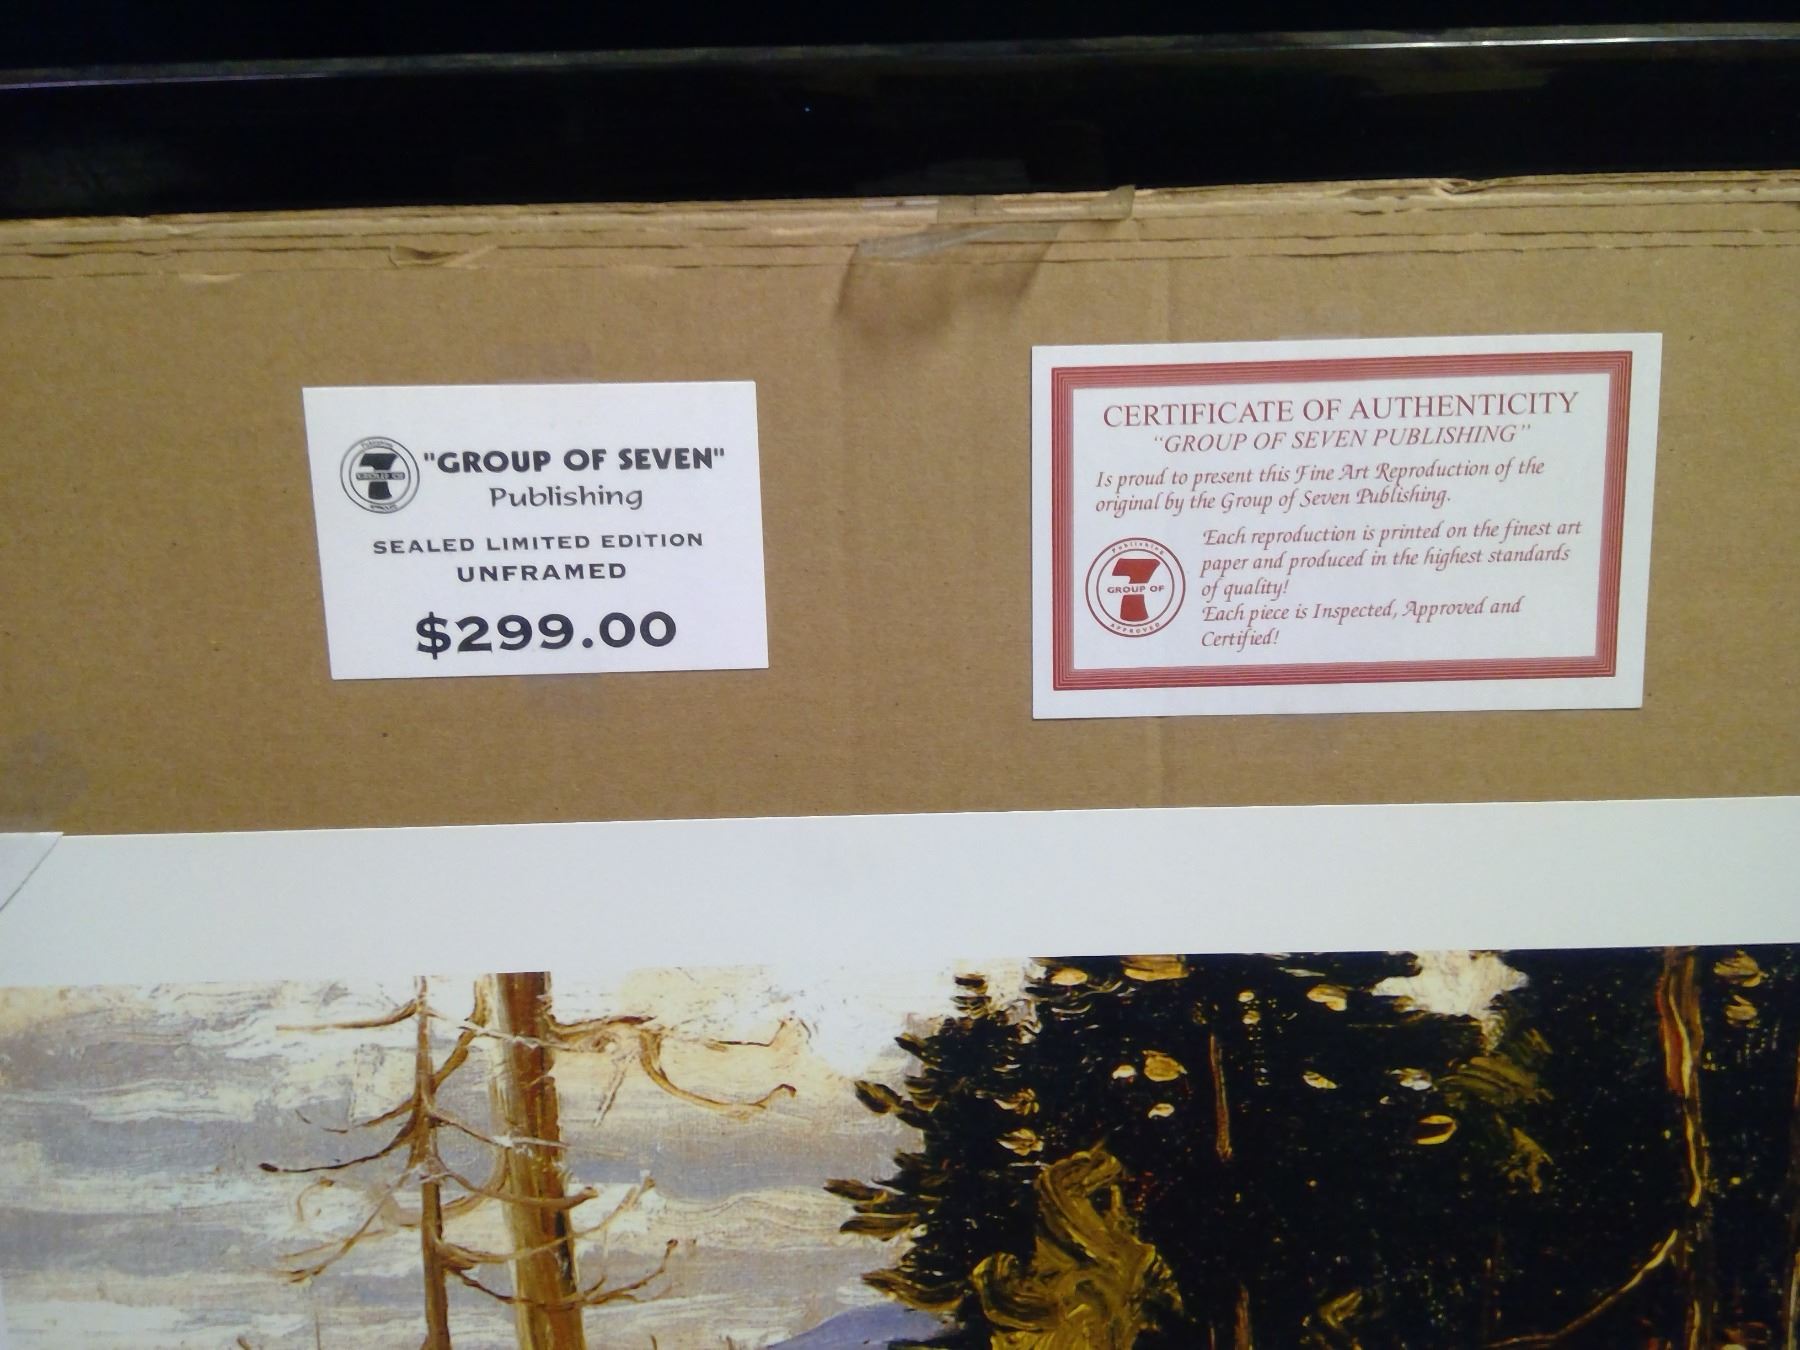 "GROUP OF SEVEN"
Publishing
SEALED LIMITED EDITION
UNFRAMED
$299.00
CERTIFICATE OF AUTHENTICITY
"GROUP OF SEVEN PUBLISHING"
Is proud to present this Fine Art Reproduction of the
original by the Group of Seven Publishing.
Each reproduction is printed on the finest art
paper and produced in the highest standards
of quality!
Each piece is Inspected, Approved and
Certified!
Publishing
7
GROUP OF
APPROVED